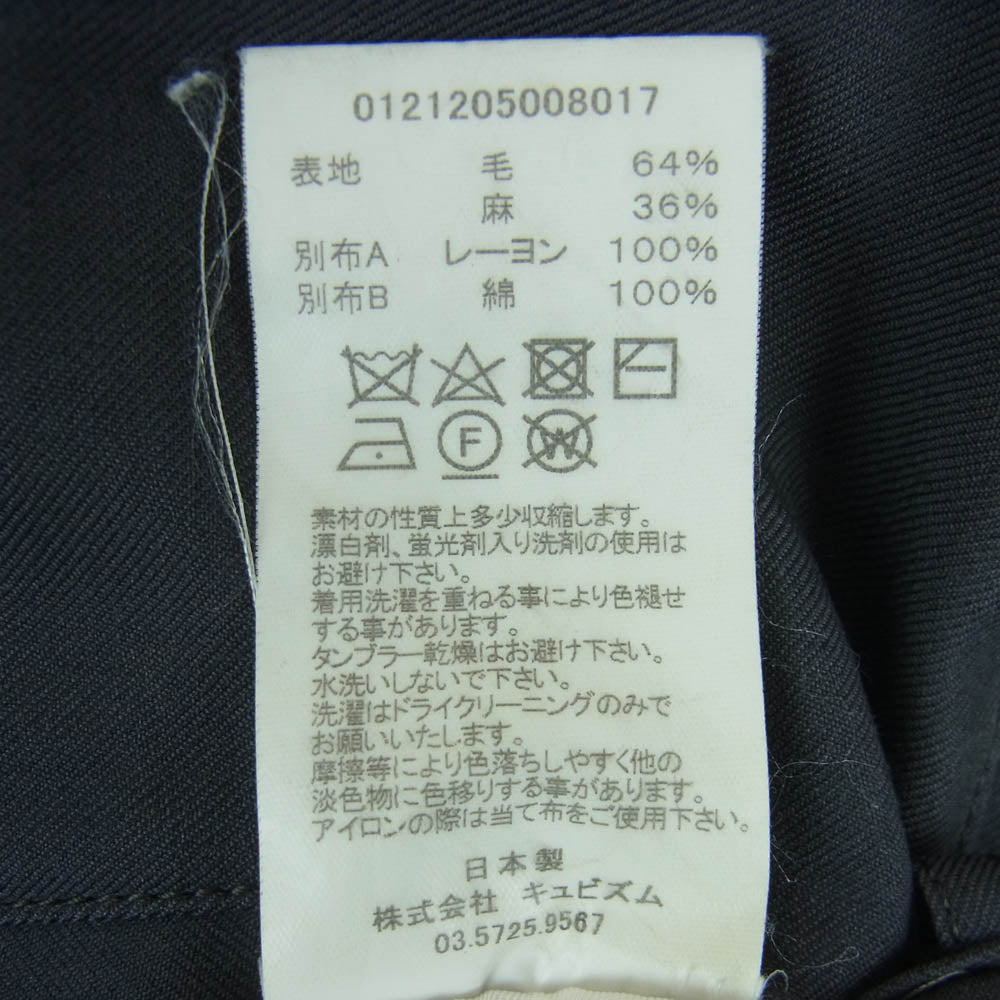 0121205008017
表地 毛 64%
麻 36%
別布A レーヨン 100%
別布B 綿 100%
F W
素材の性質上多少収縮します。
漂白剤、蛍光剤入り洗剤の使用は
お避け下さい。
着用洗濯を重ねる事により色褪せ
する事があります。
タンブラー乾燥はお避け下さい。
水洗いしないで下さい。
洗濯はドライクリーニングのみで
お願いいたします。
摩擦等により色落ちしやすく他の
淡色物に色移りする事があります。
アイロンの際は当て布をご使用下さい。
日本製
株式会社 キュビズム
03.5725.9567